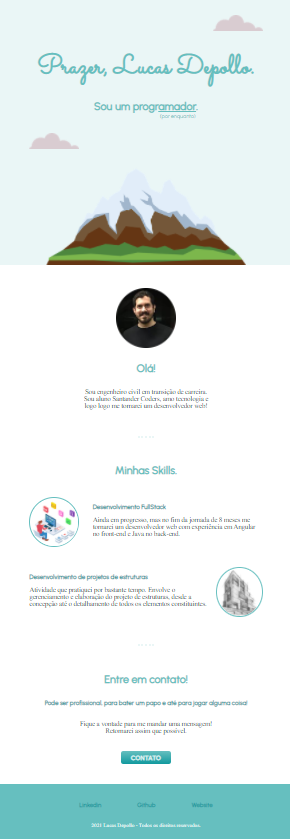 Prazer, Lucas Depollo.
Sou um programador.
(por enquanto)
Olá!
Sou engenheiro civil em transição de carreira.
Sou aluno Santander Coders, amo tecnologia e
logo logo me tornarei um desenvolvedor web!
Minhas Skills.
Desenvolvimento FullStack
Ainda em progresso, mas no fim da jornada de 8 meses me
tornarei um desenvolvedor web com experiência em Angular
no front-end e Java no back-end.
Desenvolvimento de projetos de estruturas
Atividade que pratiquei por bastante tempo. Envolve o
gerenciamento e elaboração do projeto de estruturas, desde a
concepção até o detalhamento de todos os elementos constituintes.
Entre em contato!
Pode ser profissional, para bater um papo e até para jogar alguma coisa!
Fique a vontade para me mandar uma mensagem!
Retornarei assim que possível.
CONTATO
Linkedin
Github
Website
2021 Lucas Depollo - Todos os direitos reservados.